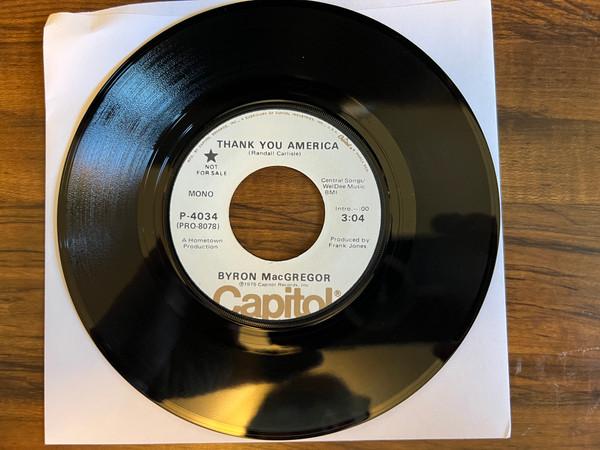 THANK YOU AMERICA
(Randall Carlisle)
NOT
FOR SALE
MONO
P-4034
(PRO-8078)
A Hometown
Production
Central Songs/
WelDee Music
BMI
Intro.–:00
3:04
Produced by
Frank Jones
BYRON MacGREGOR
℗1975 Capitol Records, Inc.
Capitol®